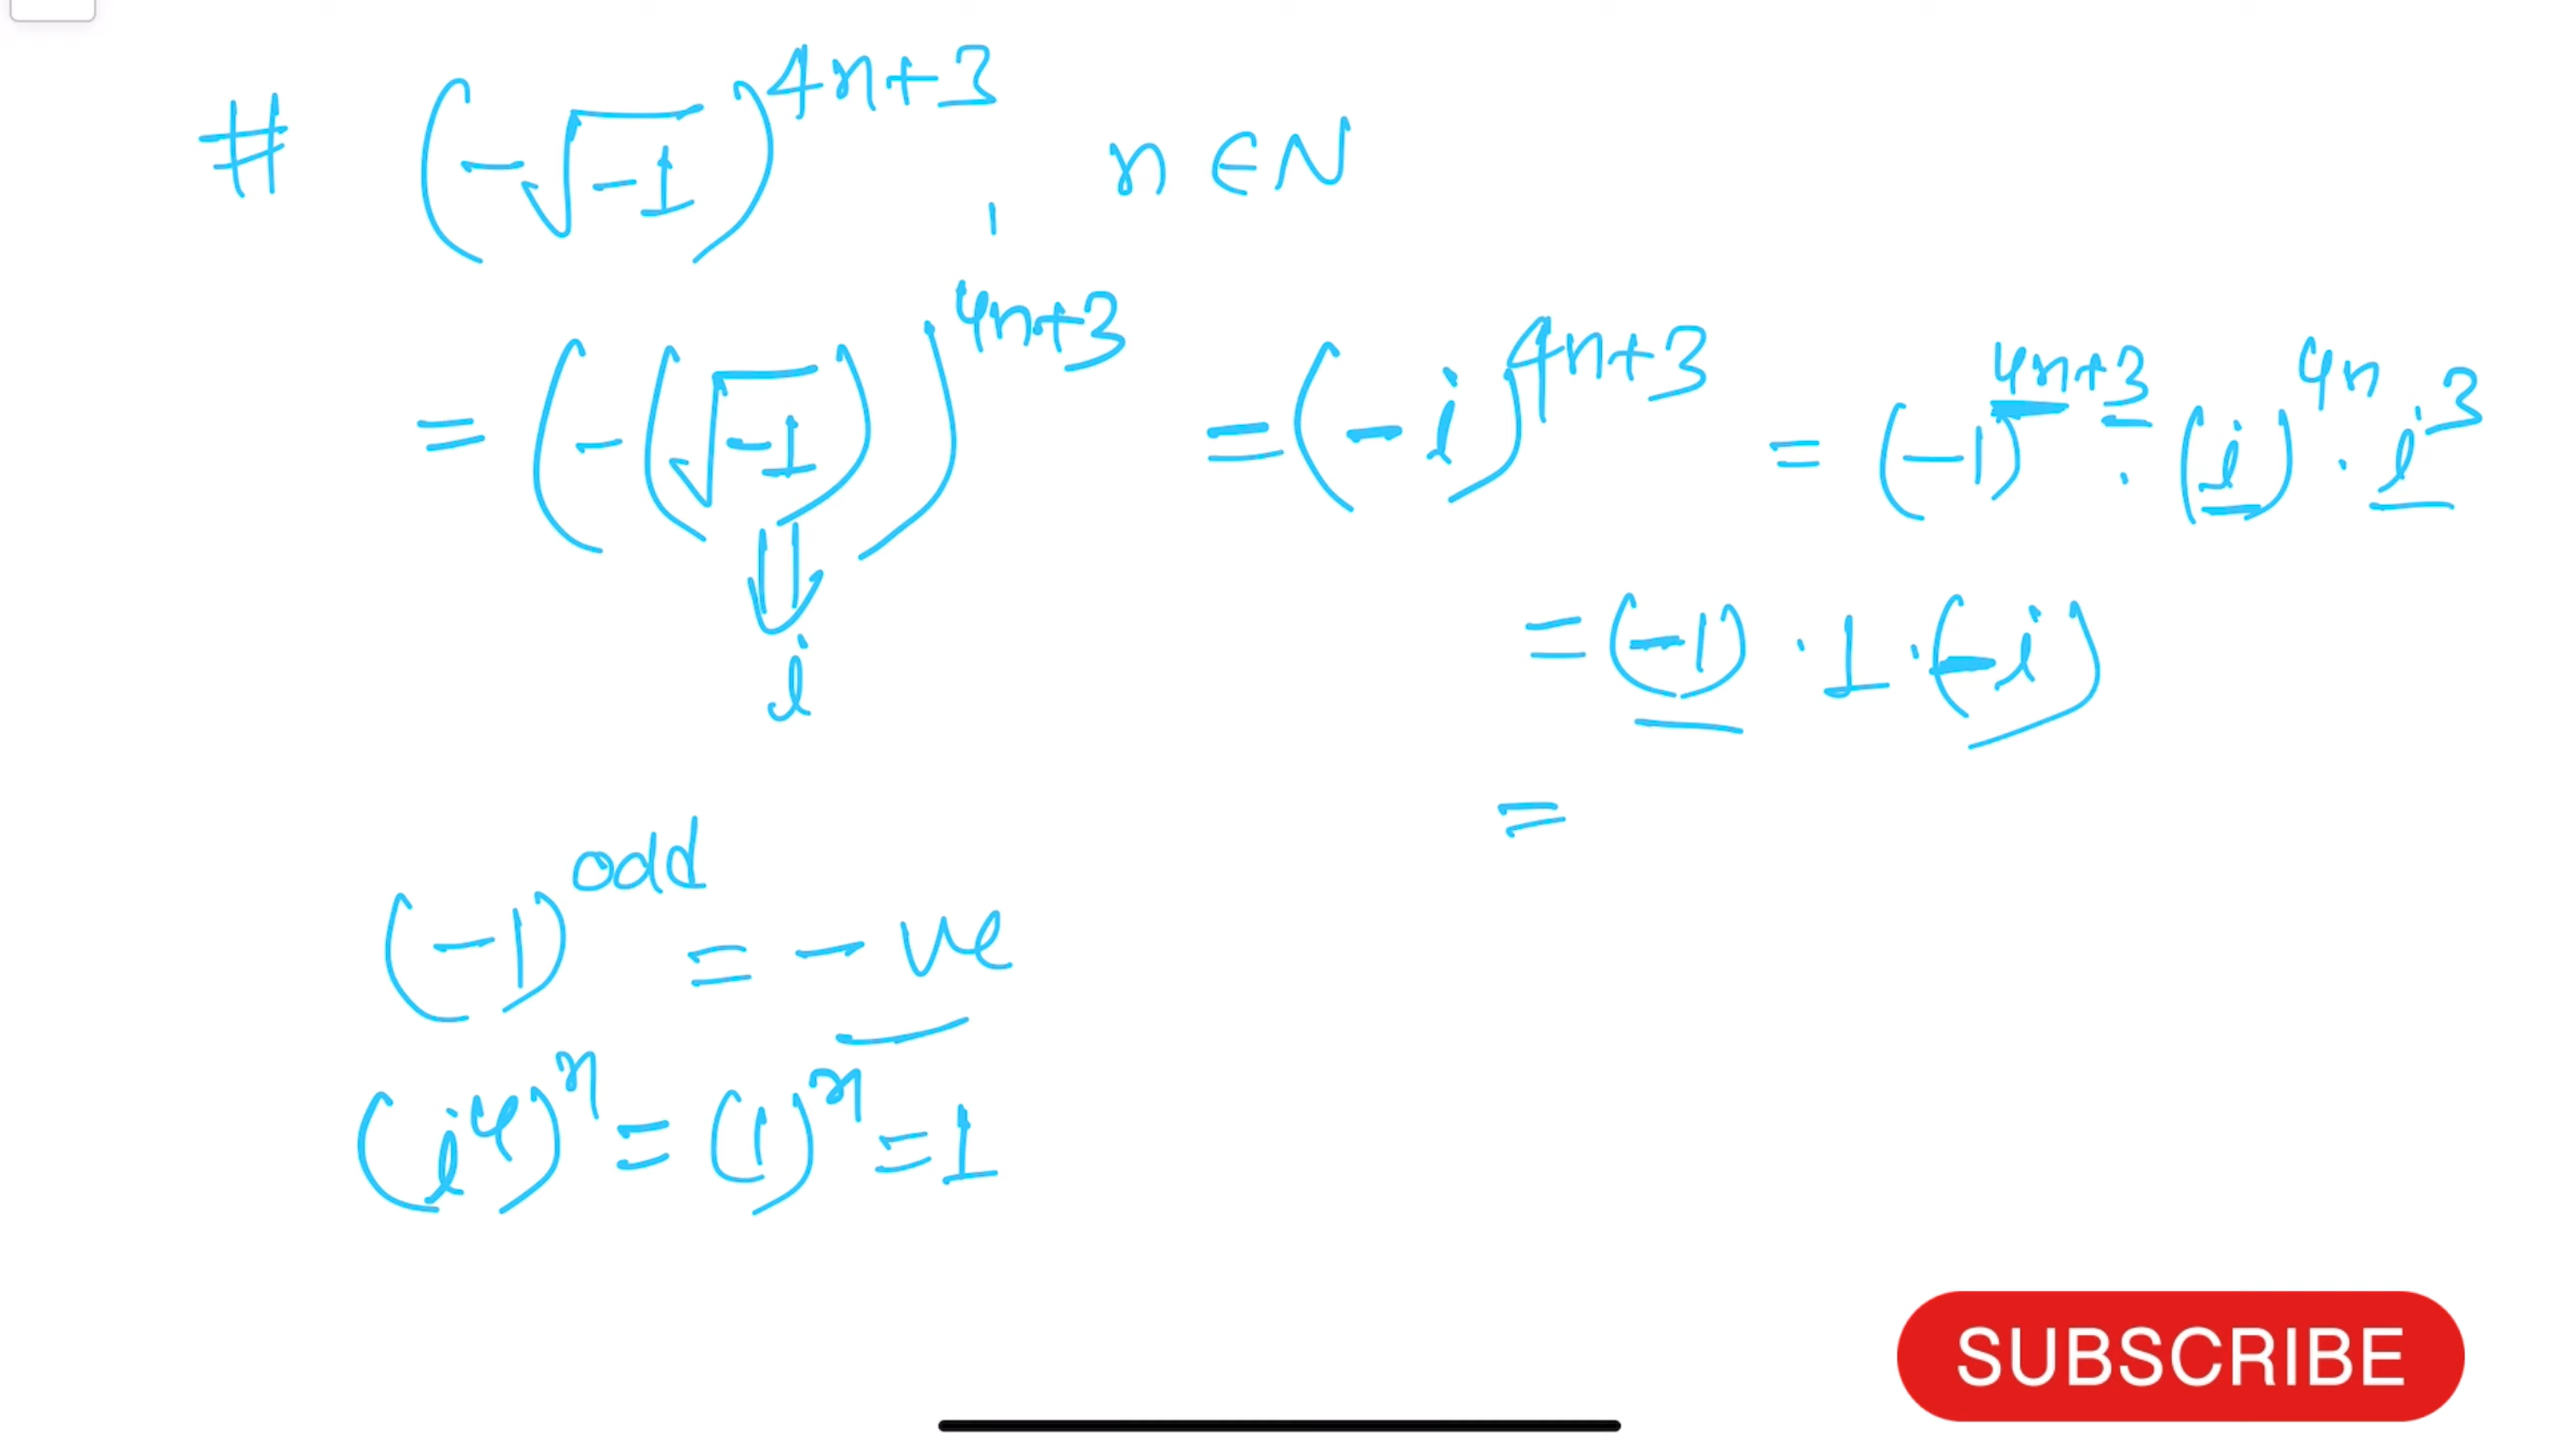 # (-√-1)^4n+3, n ∈ N
= (-(√-1))^4n+3 = (-i)^4n+3 = (-1)^4n+3 · (i)^4n · i^3
⇓
i
= (-1) · 1 · (-i)
=
(-1)^odd = -ve
(i^4)^n = (1)^n = 1
SUBSCRIBE